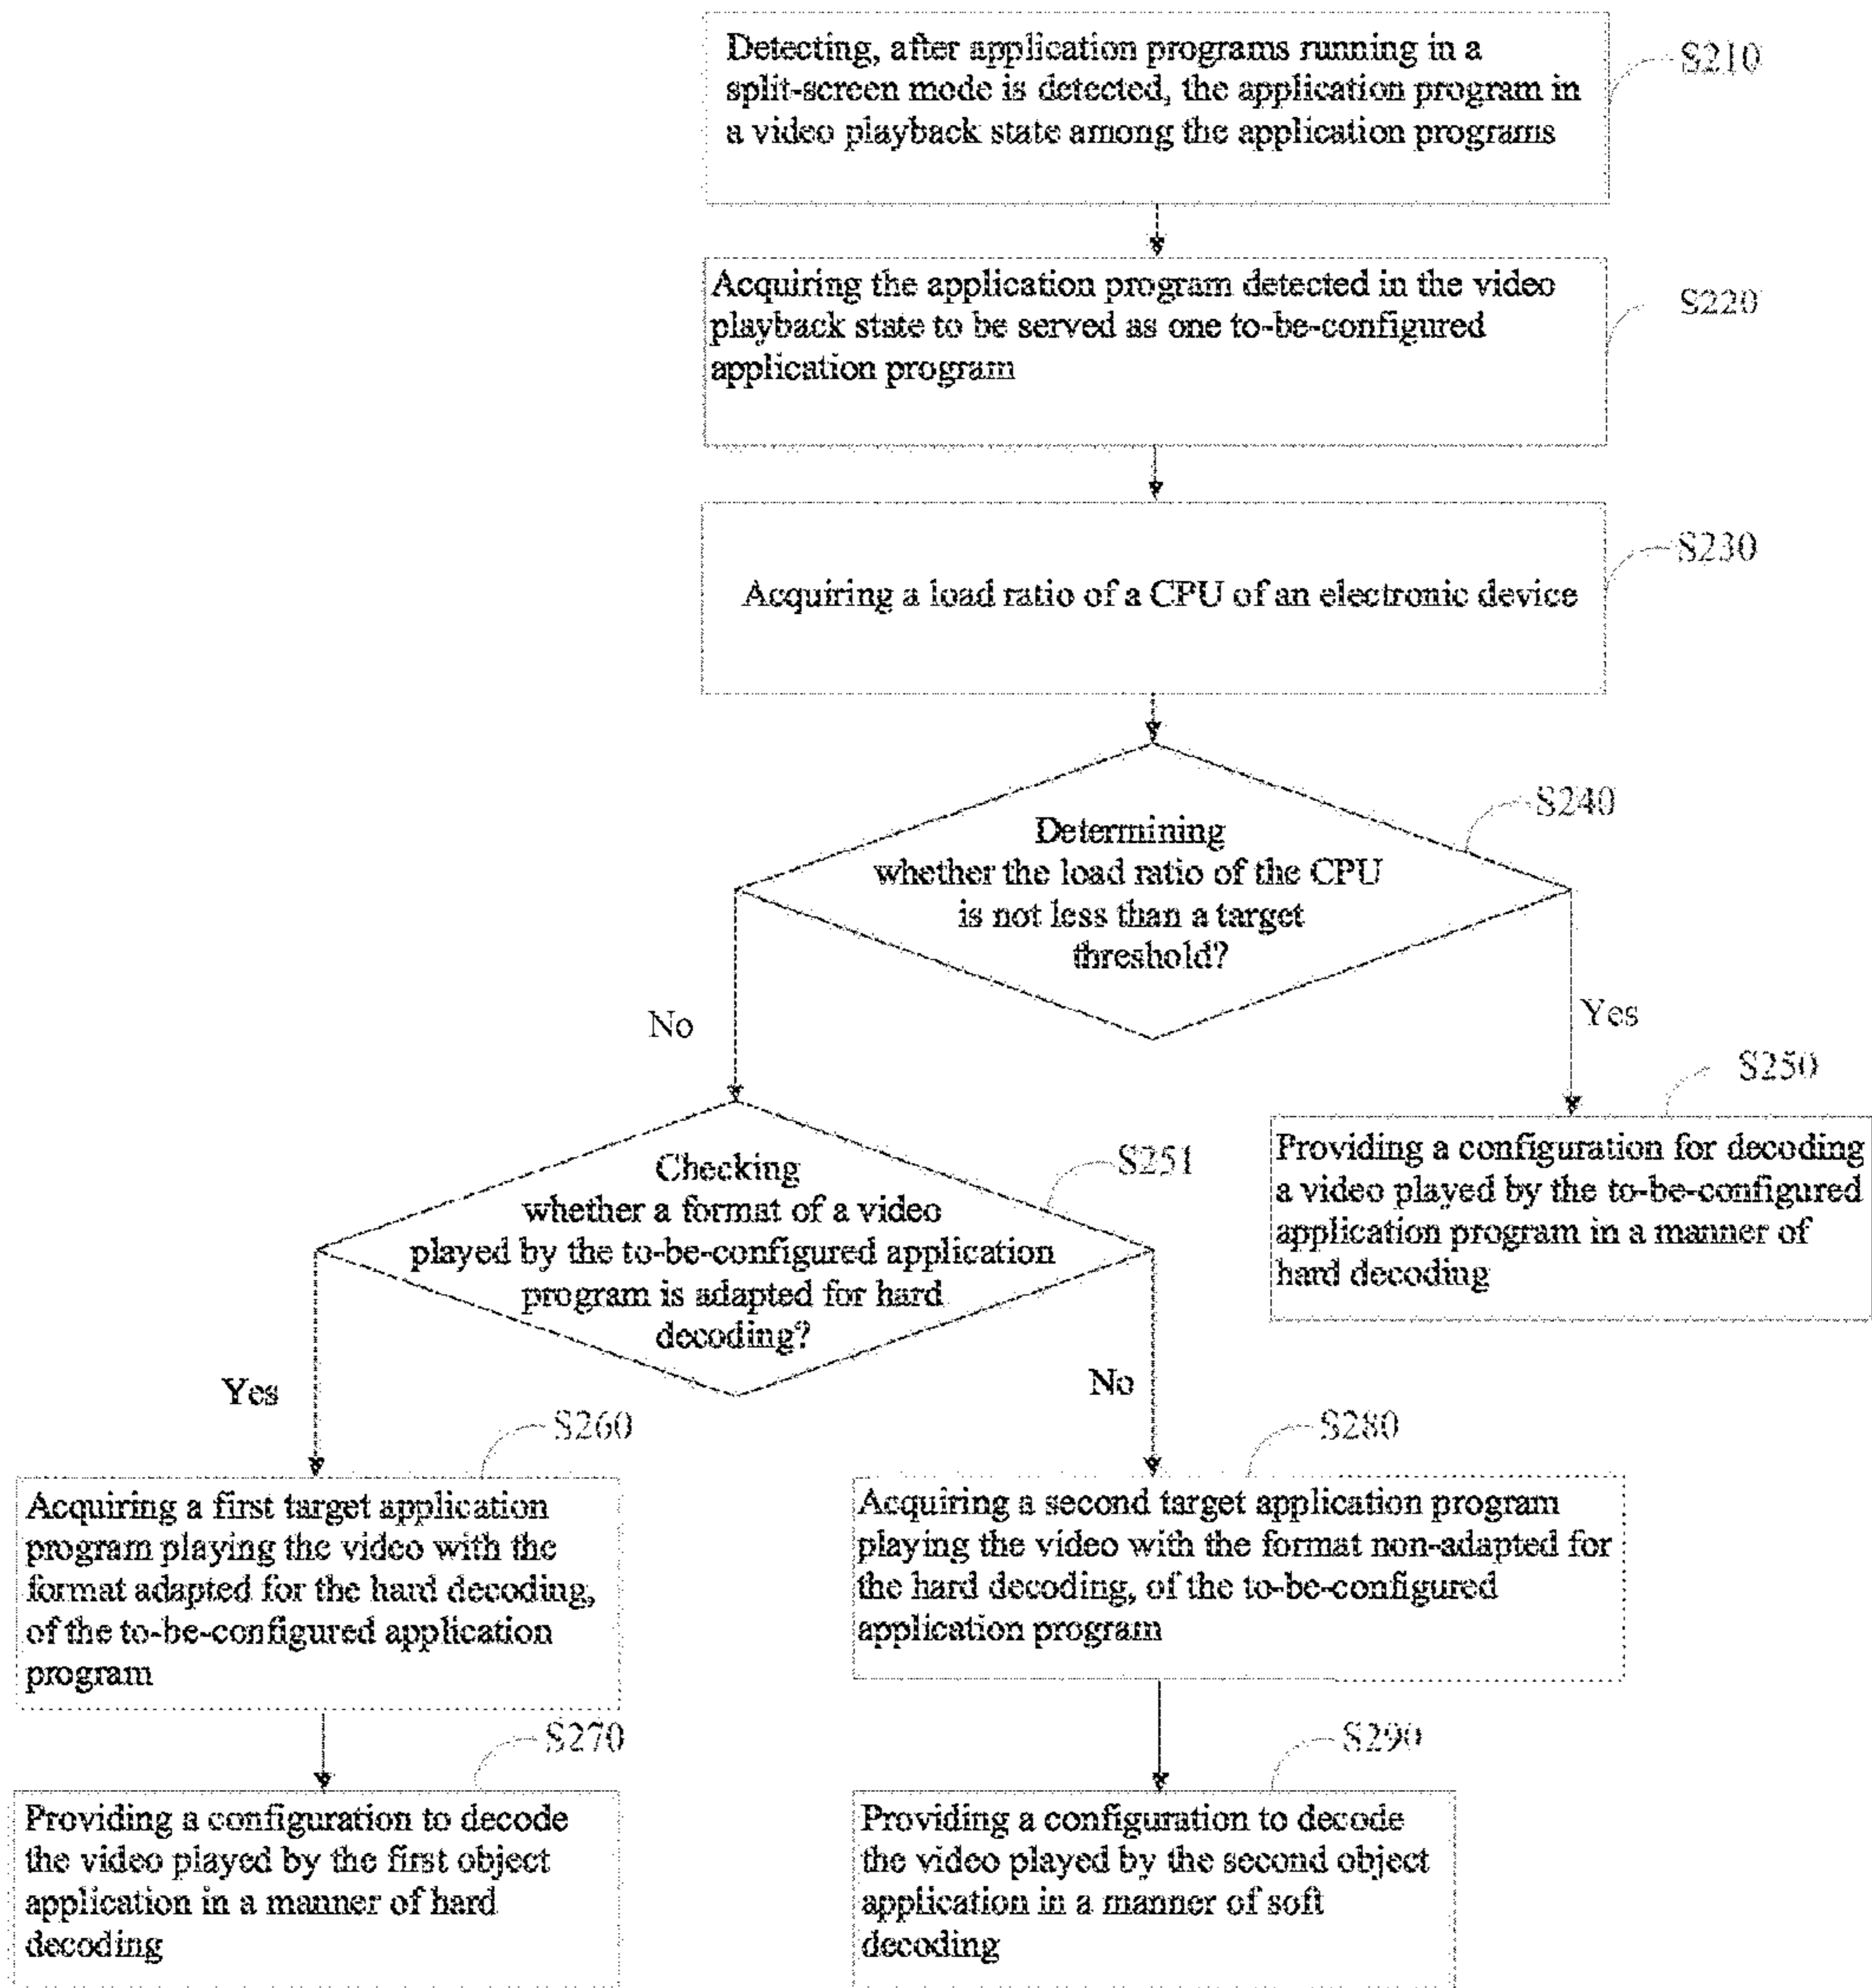 Detecting, after application programs running in a
split-screen mode is detected, the application program in
a video playback state among the application programs
S210
Acquiring the application program detected in the video
playback state to be served as one to-be-configured
application program
S220
Acquiring a load ratio of a CPU of an electronic device
S230
Determining
whether the load ratio of the CPU
is not less than a target
threshold?
S240
No
Yes
S250
Providing a configuration for decoding
a video played by the to-be-configured
application program in a manner of
hard decoding
Checking
whether a format of a video
played by the to-be-configured application
program is adapted for hard
decoding?
S251
Yes
No
S260
Acquiring a first target application
program playing the video with the
format adapted for the hard decoding,
of the to-be-configured application
program
S280
Acquiring a second target application program
playing the video with the format non-adapted for
the hard decoding, of the to-be-configured
application program
S270
Providing a configuration to decode
the video played by the first object
application in a manner of hard
decoding
S290
Providing a configuration to decode
the video played by the second object
application in a manner of soft
decoding